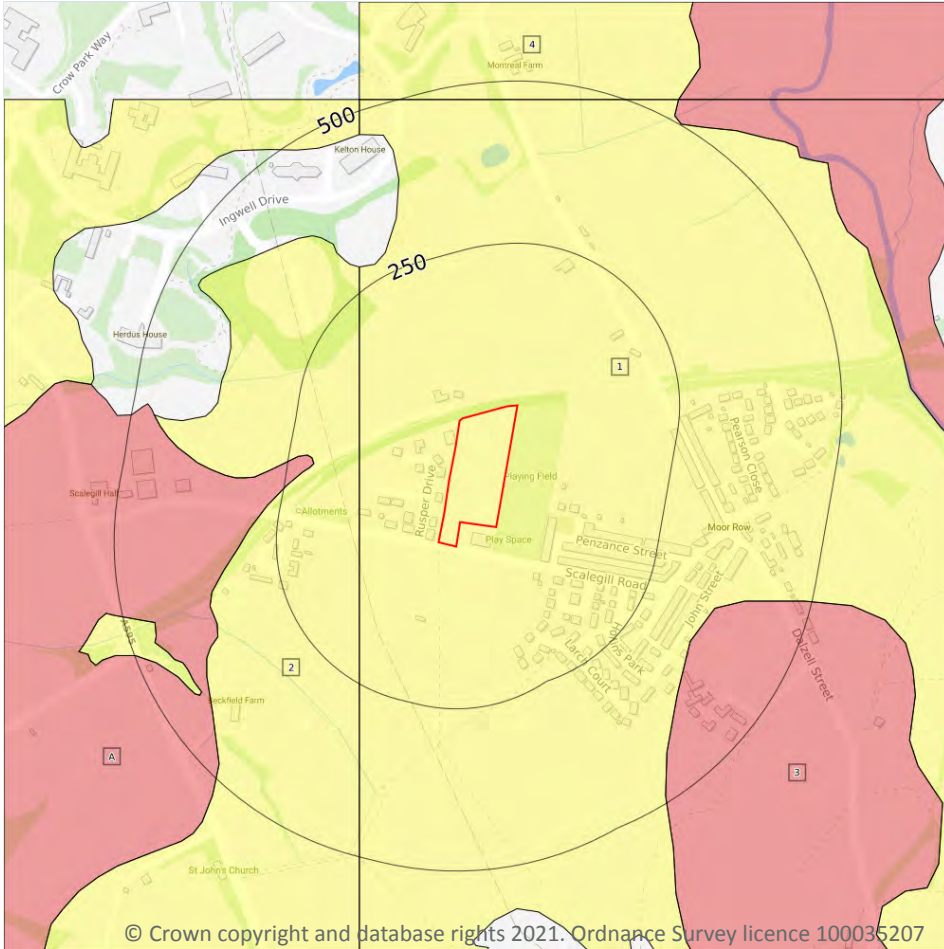 Crow Park Way
4
Montreal Farm
500
Kelton House
Ingwell Drive
250
Herdus House
1
Pearson Close
Scalegill Hall
Playing Field
Rusper Drive
Allotments
Moor Row
Play Space
Penzance Street
Scalegill Road
John Street
Larch Court
Dalzell Street
A595
2
A
3
St John's Church
© Crown copyright and database rights 2021. Ordnance Survey licence 100035207